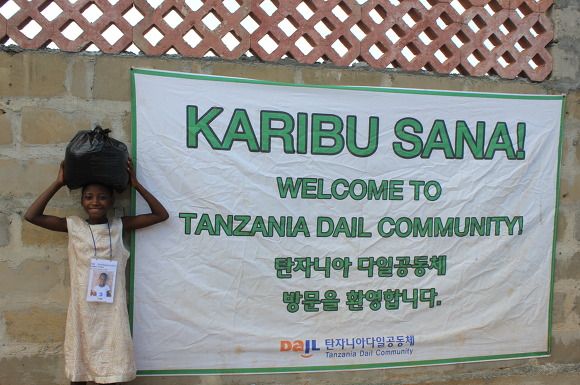 KARIBU SANA!
WELCOME TO
TANZANIA DAIL COMMUNITY!
탄자니아 다일공동체
방문을 환영합니다.
DAIL 탄자니아다일공동체
Tanzania Dail Community